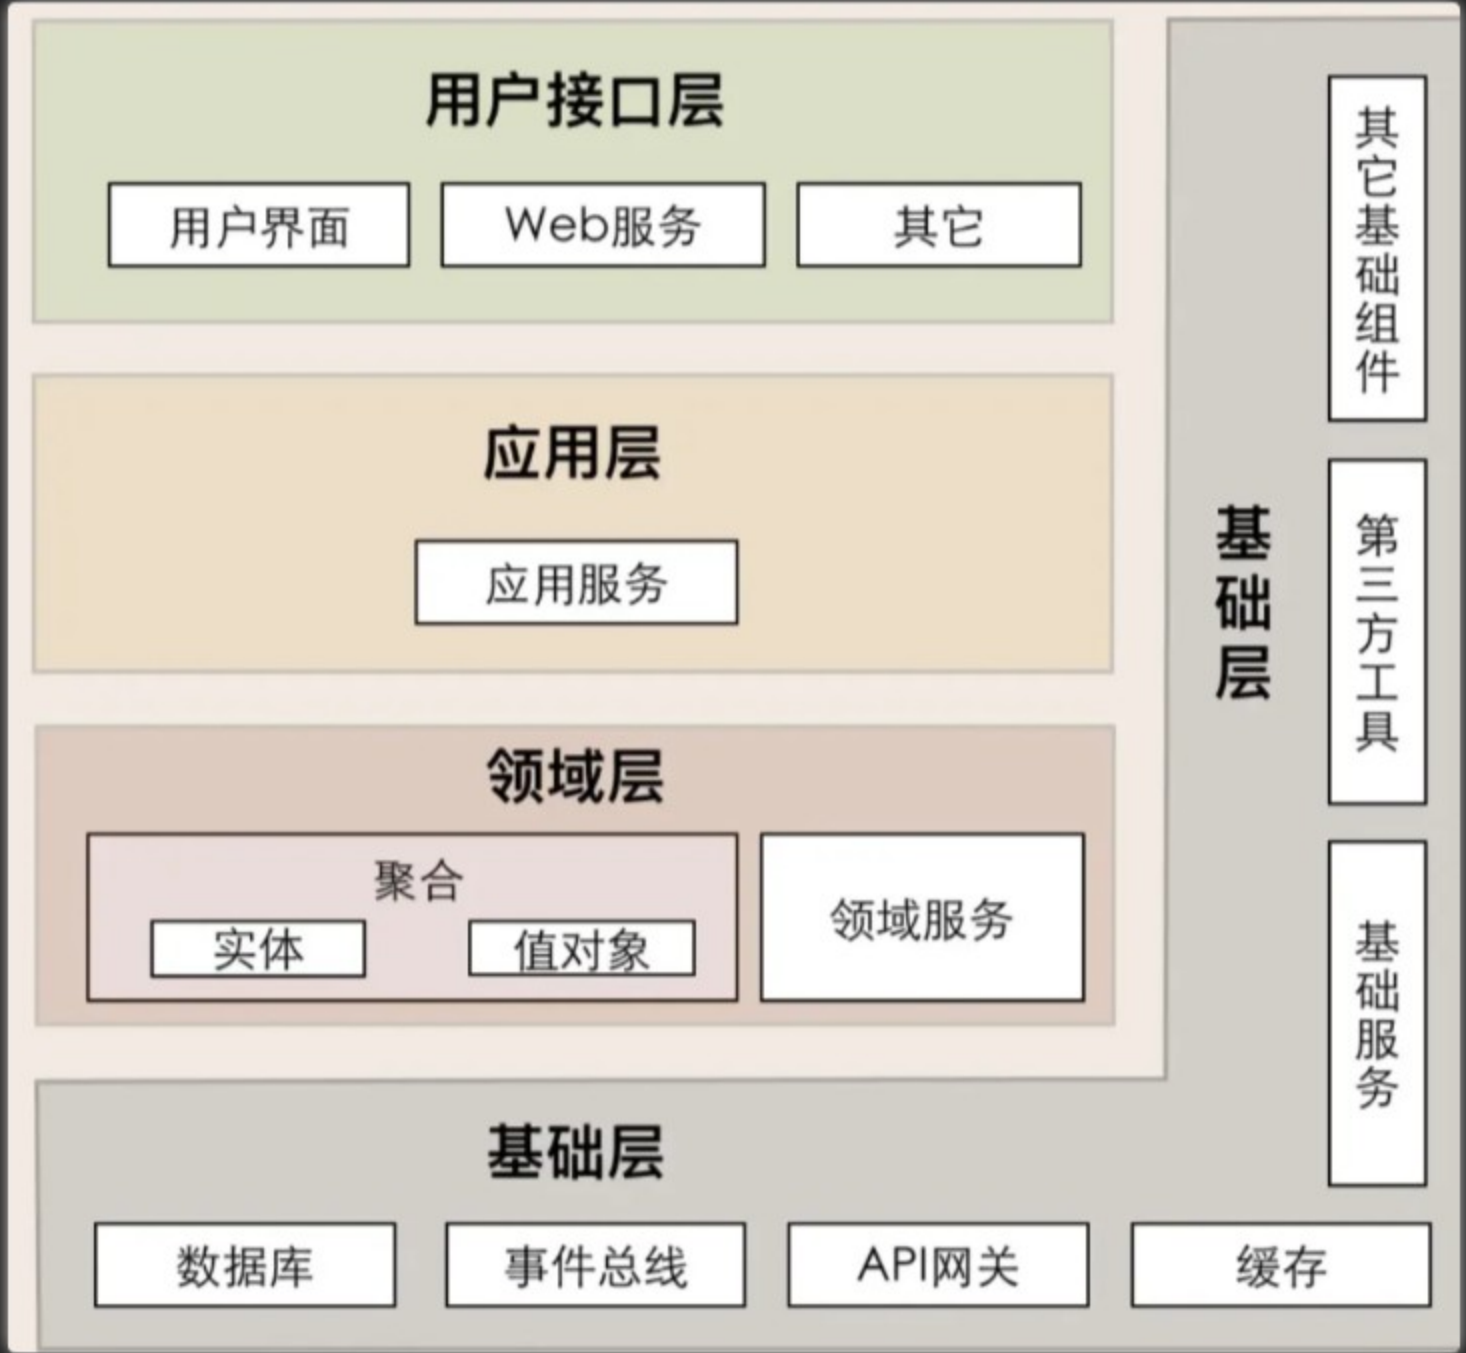 用户接口层
用户界面
Web服务
其它
应用层
应用服务
领域层
聚合
实体
值对象
领域服务
基础层
其它基础组件
第三方工具
基础服务
基础层
数据库
事件总线
API网关
缓存